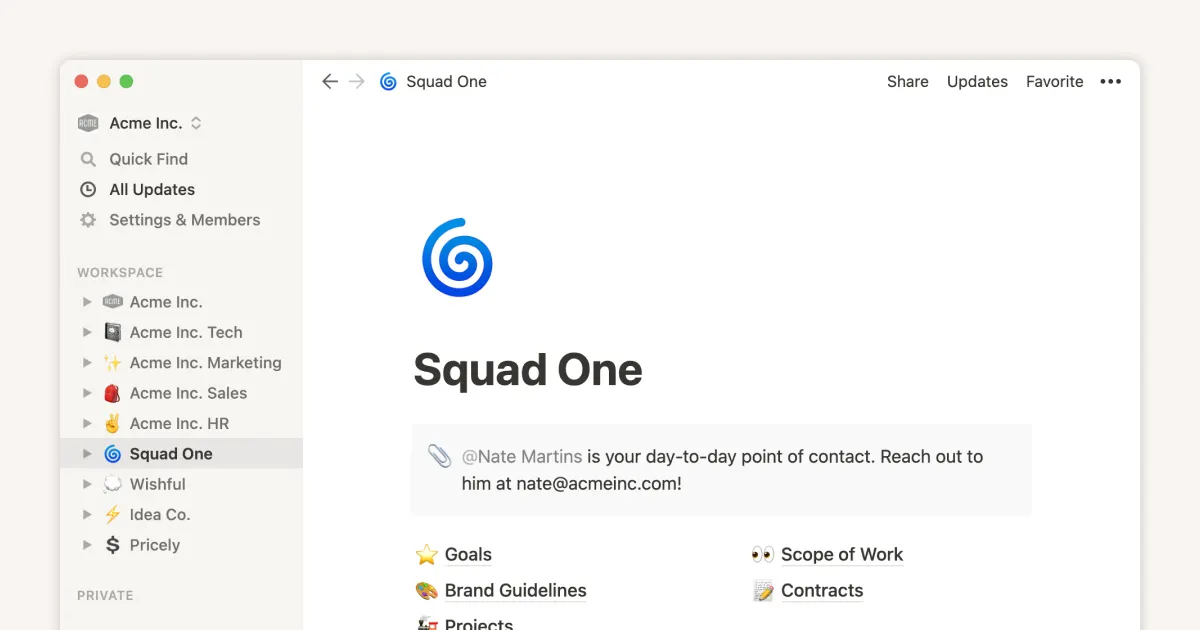 Squad One
Share Updates Favorite
ACME Acme Inc.
Quick Find
All Updates
Settings & Members
WORKSPACE
ACME Acme Inc.
Acme Inc. Tech
Acme Inc. Marketing
Acme Inc. Sales
Acme Inc. HR
Squad One
Wishful
Idea Co.
Pricely
PRIVATE
Squad One
@Nate Martins is your day-to-day point of contact. Reach out to
him at nate@acmeinc.com!
Goals
Scope of Work
Brand Guidelines
Contracts
Projects